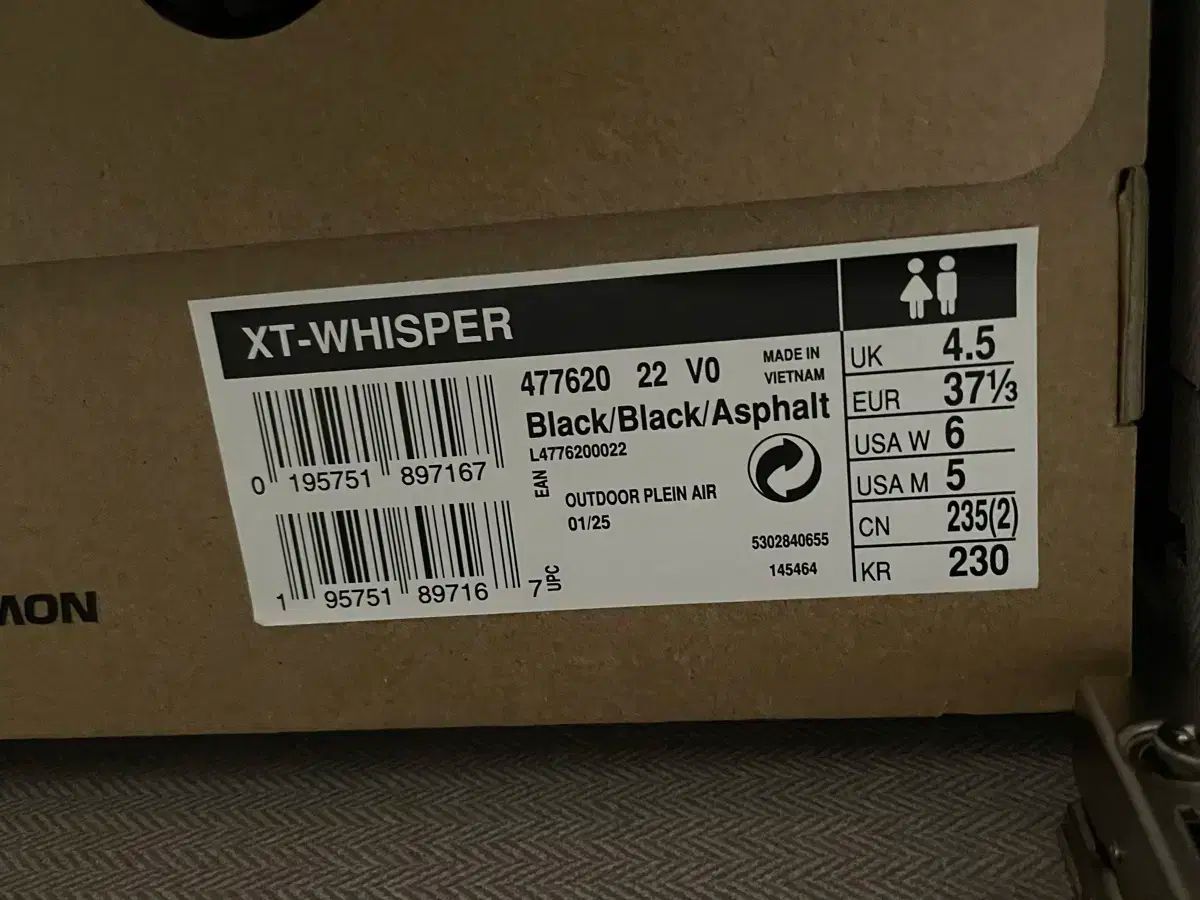 XT-WHISPER
0 195751 897167
EAN
1 95751 89716 7
UPC
477620 22 V0
MADE IN
VIETNAM
Black/Black/Asphalt
L4776200022
OUTDOOR PLEIN AIR
01/25
5302840655
145464
UK 4.5
EUR 37⅓
USA W 6
USA M 5
CN 235(2)
KR 230
MON